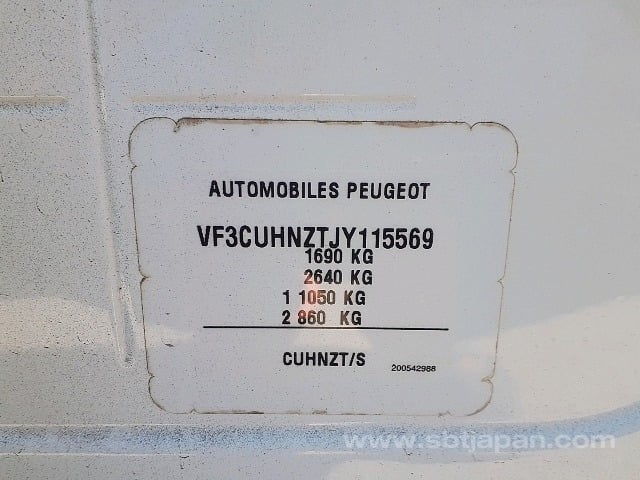 AUTOMOBILES PEUGEOT
VF3CUHNZTJY115569
1690 KG
2640 KG
1 1050 KG
2 860 KG
CUHNZT/S
200542988
www.sbtjapan.com